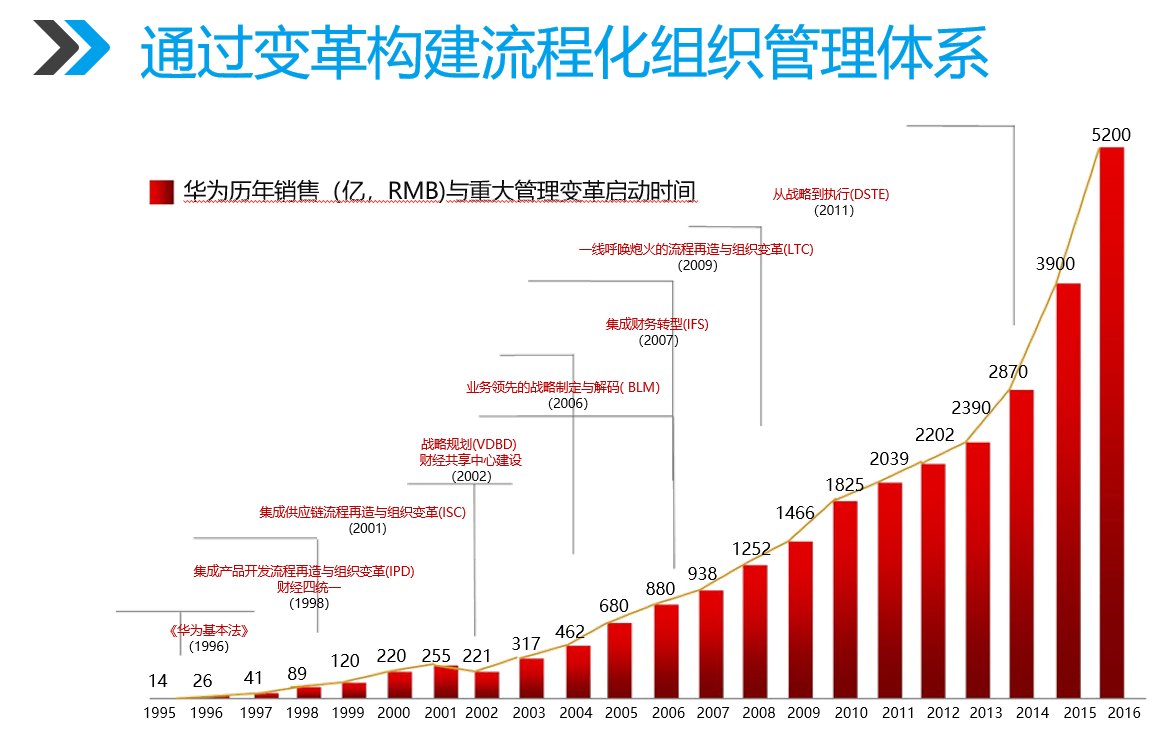 通过变革构建流程化组织管理体系
华为历年销售（亿，RMB)与重大管理变革启动时间
5200
从战略到执行(DSTE)
(2011)
一线呼唤炮火的流程再造与组织变革(LTC)
(2009)
3900
集成财务转型(IFS)
(2007)
2870
业务领先的战略制定与解码( BLM)
(2006)
2390
战略规划(VDBD)
财经共享中心建设
(2002)
2202
2039
1825
集成供应链流程再造与组织变革(ISC)
(2001)
1466
1252
集成产品开发流程再造与组织变革(IPD)
财经四统一
(1998)
938
880
680
《华为基本法》
(1996)
462
317
14 26 41 89 120 220 255 221
1995 1996 1997 1998 1999 2000 2001 2002 2003 2004 2005 2006 2007 2008 2009 2010 2011 2012 2013 2014 2015 2016